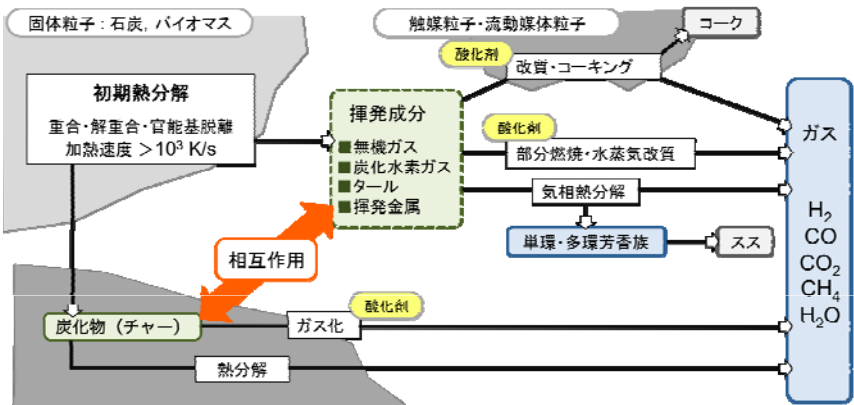 固体粒子：石炭, バイオマス
触媒粒子・流動媒体粒子
コーク
酸化剤
改質・コーキング
初期熱分解
重合・解重合・官能基脱離
加熱速度 >10³ K/s
揮発成分
■無機ガス
■炭化水素ガス
■タール
■揮発金属
酸化剤
部分燃焼・水蒸気改質
気相熱分解
単環・多環芳香族
スス
ガス
H₂
CO
CO₂
CH₄
H₂O
相互作用
酸化剤
炭化物（チャー）
ガス化
熱分解